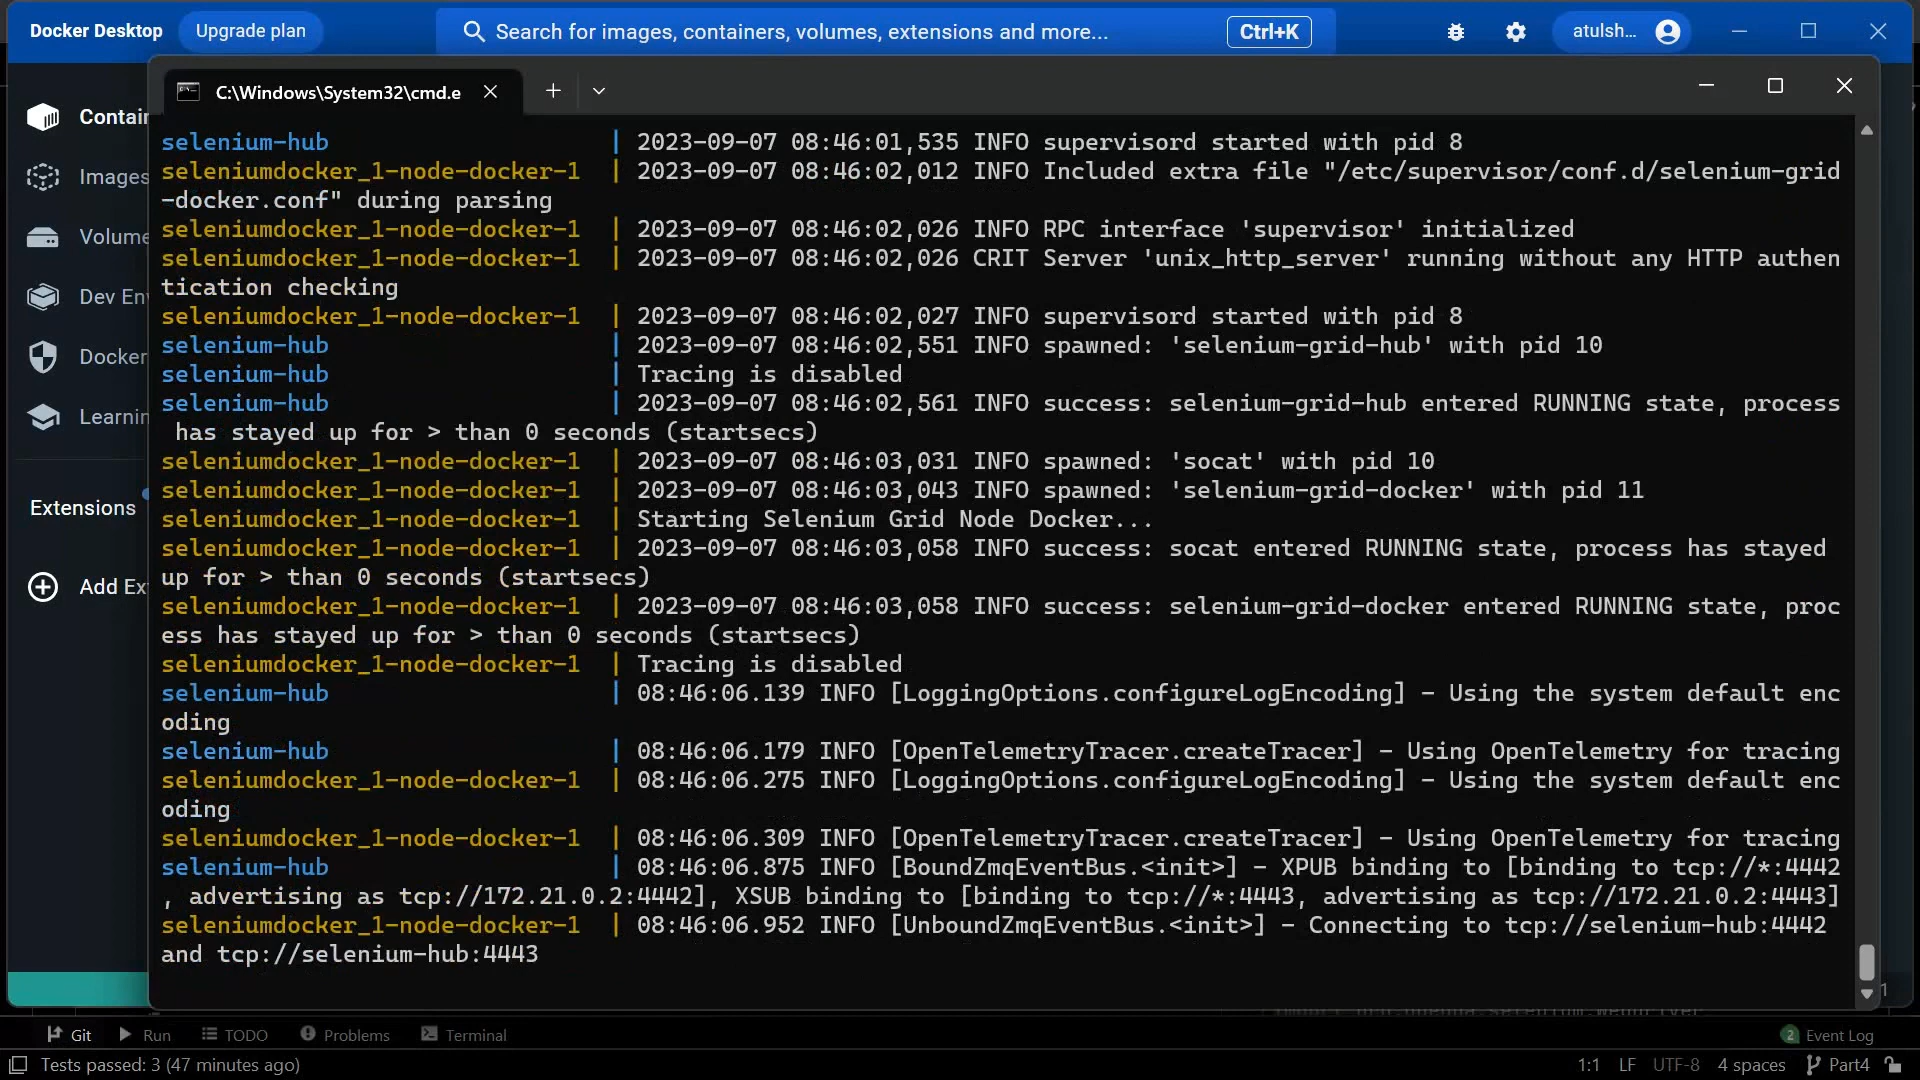 Docker Desktop Upgrade plan Search for images, containers, volumes, extensions and more... Ctrl+K atulsh...
C:\Windows\System32\cmd.e
Contain
Images
Volume
Dev En
Docker
Learnin
Extensions
Add Ex
selenium-hub | 2023-09-07 08:46:01,535 INFO supervisord started with pid 8
seleniumdocker_1-node-docker-1 | 2023-09-07 08:46:02,012 INFO Included extra file "/etc/supervisor/conf.d/selenium-grid
-docker.conf" during parsing
seleniumdocker_1-node-docker-1 | 2023-09-07 08:46:02,026 INFO RPC interface 'supervisor' initialized
seleniumdocker_1-node-docker-1 | 2023-09-07 08:46:02,026 CRIT Server 'unix_http_server' running without any HTTP authen
tication checking
seleniumdocker_1-node-docker-1 | 2023-09-07 08:46:02,027 INFO supervisord started with pid 8
selenium-hub | 2023-09-07 08:46:02,551 INFO spawned: 'selenium-grid-hub' with pid 10
selenium-hub | Tracing is disabled
selenium-hub | 2023-09-07 08:46:02,561 INFO success: selenium-grid-hub entered RUNNING state, process
has stayed up for > than 0 seconds (startsecs)
seleniumdocker_1-node-docker-1 | 2023-09-07 08:46:03,031 INFO spawned: 'socat' with pid 10
seleniumdocker_1-node-docker-1 | 2023-09-07 08:46:03,043 INFO spawned: 'selenium-grid-docker' with pid 11
seleniumdocker_1-node-docker-1 | Starting Selenium Grid Node Docker...
seleniumdocker_1-node-docker-1 | 2023-09-07 08:46:03,058 INFO success: socat entered RUNNING state, process has stayed
up for > than 0 seconds (startsecs)
seleniumdocker_1-node-docker-1 | 2023-09-07 08:46:03,058 INFO success: selenium-grid-docker entered RUNNING state, proc
ess has stayed up for > than 0 seconds (startsecs)
seleniumdocker_1-node-docker-1 | Tracing is disabled
selenium-hub | 08:46:06.139 INFO [LoggingOptions.configureLogEncoding] - Using the system default enc
oding
selenium-hub | 08:46:06.179 INFO [OpenTelemetryTracer.createTracer] - Using OpenTelemetry for tracing
seleniumdocker_1-node-docker-1 | 08:46:06.275 INFO [LoggingOptions.configureLogEncoding] - Using the system default enc
oding
seleniumdocker_1-node-docker-1 | 08:46:06.309 INFO [OpenTelemetryTracer.createTracer] - Using OpenTelemetry for tracing
selenium-hub | 08:46:06.875 INFO [BoundZmqEventBus.<init>] - XPUB binding to [binding to tcp://*:4442
, advertising as tcp://172.21.0.2:4442], XSUB binding to [binding to tcp://*:4443, advertising as tcp://172.21.0.2:4443]
seleniumdocker_1-node-docker-1 | 08:46:06.952 INFO [UnboundZmqEventBus.<init>] - Connecting to tcp://selenium-hub:4442
and tcp://selenium-hub:4443
Git Run TODO Problems Terminal 2 Event Log
Tests passed: 3 (47 minutes ago) 1:1 LF UTF-8 4 spaces Part4